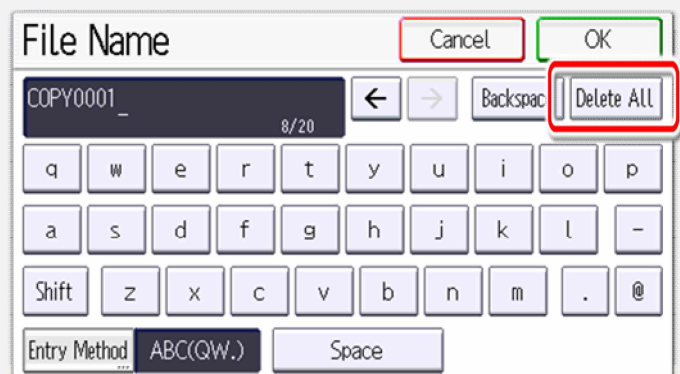 File Name Cancel OK
COPY0001_ ← → Backspac Delete All
8/20
q w e r t y u i o p
a s d f g h j k l -
Shift z x c v b n m . @
Entry Method ... ABC(QW.) Space